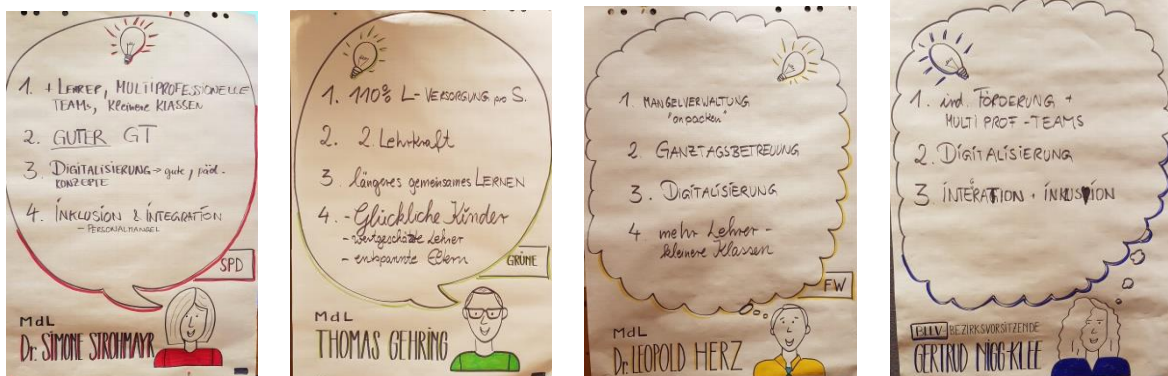 1. + LEHRER, MULTIPROFESSIONELLE
TEAMS, kleinere KLASSEN
2. GUTER GT
3. DIGITALISIERUNG → gute, päd.
KONZEPTE
4. INKLUSION & INTEGRATION
- PERSONALMANGEL
SPD
MdL
Dr. SIMONE STROHMAYR
1. 110% L-VERSORGUNG pro S.
2. 2. Lehrkraft
3. längeres gemeinsames LERNEN
4. - Glückliche Kinder
- wertgeschätzte Lehrer
- entspannte Eltern
GRÜNE
MdL
THOMAS GEHRING
1. MANGELVERWALTUNG
"anpacken"
2. GANZTAGSBETREUUNG
3. DIGITALISIERUNG
4. mehr Lehrer -
kleinere Klassen
FW
MdL
Dr. LEOPOLD HERZ
1. ind. FÖRDERUNG +
MULTIPROF-TEAMS
2. DIGITALISIERUNG
3. INTEGRATION + INKLUSION
BLLV BEZIRKSVORSITZENDE
GERTRUD NIGG-KLEE